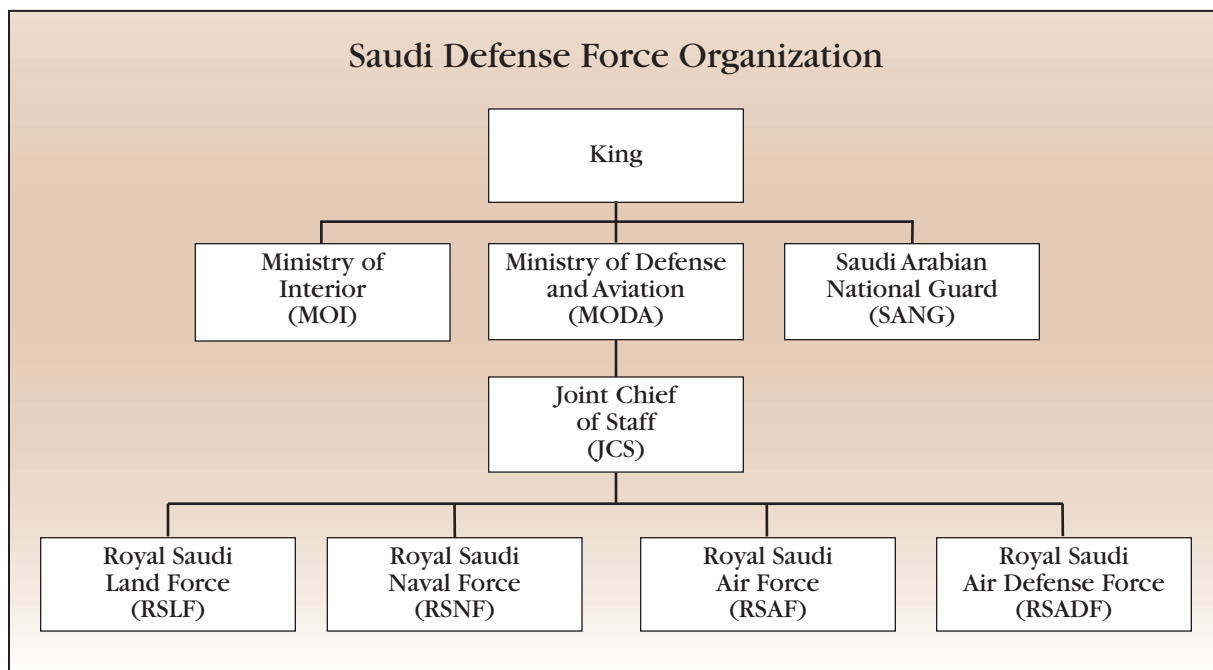 Saudi Defense Force Organization
King
Ministry of
Interior
(MOI)
Ministry of Defense
and Aviation
(MODA)
Saudi Arabian
National Guard
(SANG)
Joint Chief
of Staff
(JCS)
Royal Saudi
Land Force
(RSLF)
Royal Saudi
Naval Force
(RSNF)
Royal Saudi
Air Force
(RSAF)
Royal Saudi
Air Defense Force
(RSADF)